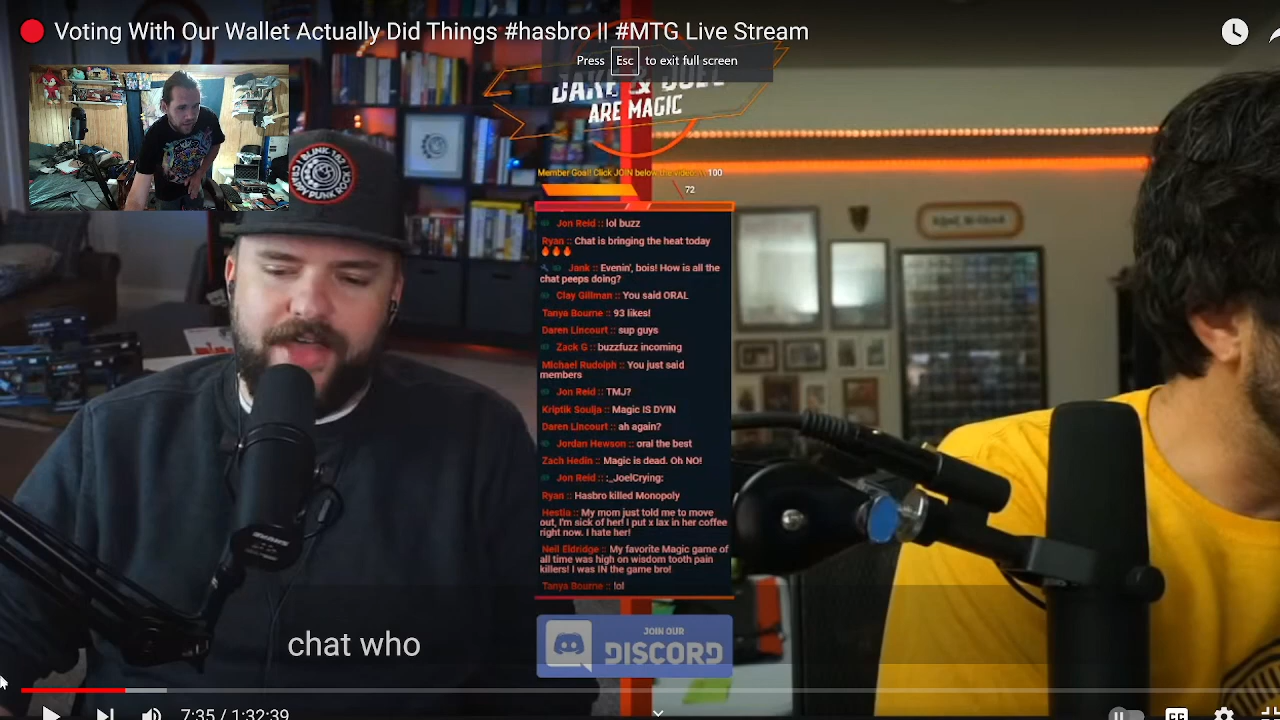 Voting With Our Wallet Actually Did Things #hasbro II #MTG Live Stream
Press Esc to exit full screen
JAKE & JOEL
ARE MAGIC
BLINK-182
Member Goal! Click JOIN below the video 100
72
Jon Reid :: lol buzz
Ryan :: Chat is bringing the heat today
🔥🔥🔥
Jank :: Evenin', bois! How is all the
chat peeps doing?
Clay Gillman :: You said ORAL
Tanya Bourne :: 93 likes!
Daren Lincourt :: sup guys
Zack G :: buzzfuzz incoming
Michael Rudolph :: You just said
members
Jon Reid :: TMJ?
Kriptik Soulja :: Magic IS DYIN
Daren Lincourt :: ah again?
Jordan Hewson :: oral the best
Zach Hedin :: Magic is dead. Oh NO!
Jon Reid :: :_JoelCrying:
Ryan :: Hasbro killed Monopoly
Hestia :: My mom just told me to move
out, I'm sick of her! I put x lax in her coffee
right now. I hate her!
Neil Eldridge :: My favorite Magic game of
all time was high on wisdom tooth pain
killers! I was IN the game bro!
Tanya Bourne :: lol
JOIN OUR
DISCORD
chat who
7:35 / 1:32:39
CC